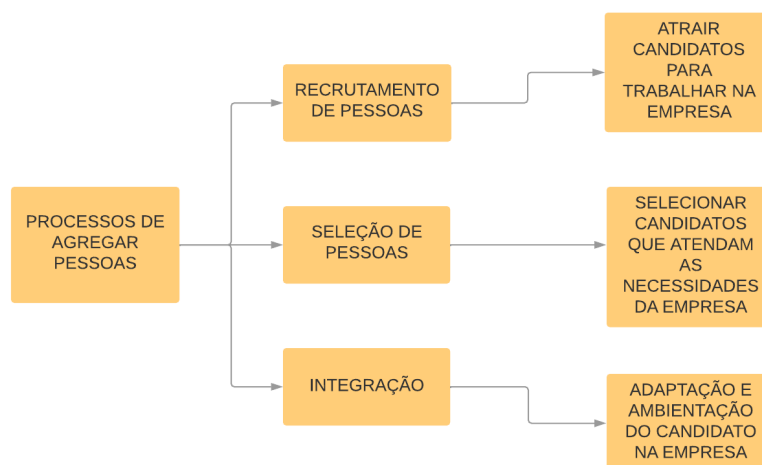 PROCESSOS DE
AGREGAR
PESSOAS
RECRUTAMENTO
DE PESSOAS
ATRAIR
CANDIDATOS
PARA
TRABALHAR NA
EMPRESA
SELEÇÃO DE
PESSOAS
SELECIONAR
CANDIDATOS
QUE ATENDAM
AS
NECESSIDADES
DA EMPRESA
INTEGRAÇÃO
ADAPTAÇÃO E
AMBIENTAÇÃO
DO CANDIDATO
NA EMPRESA